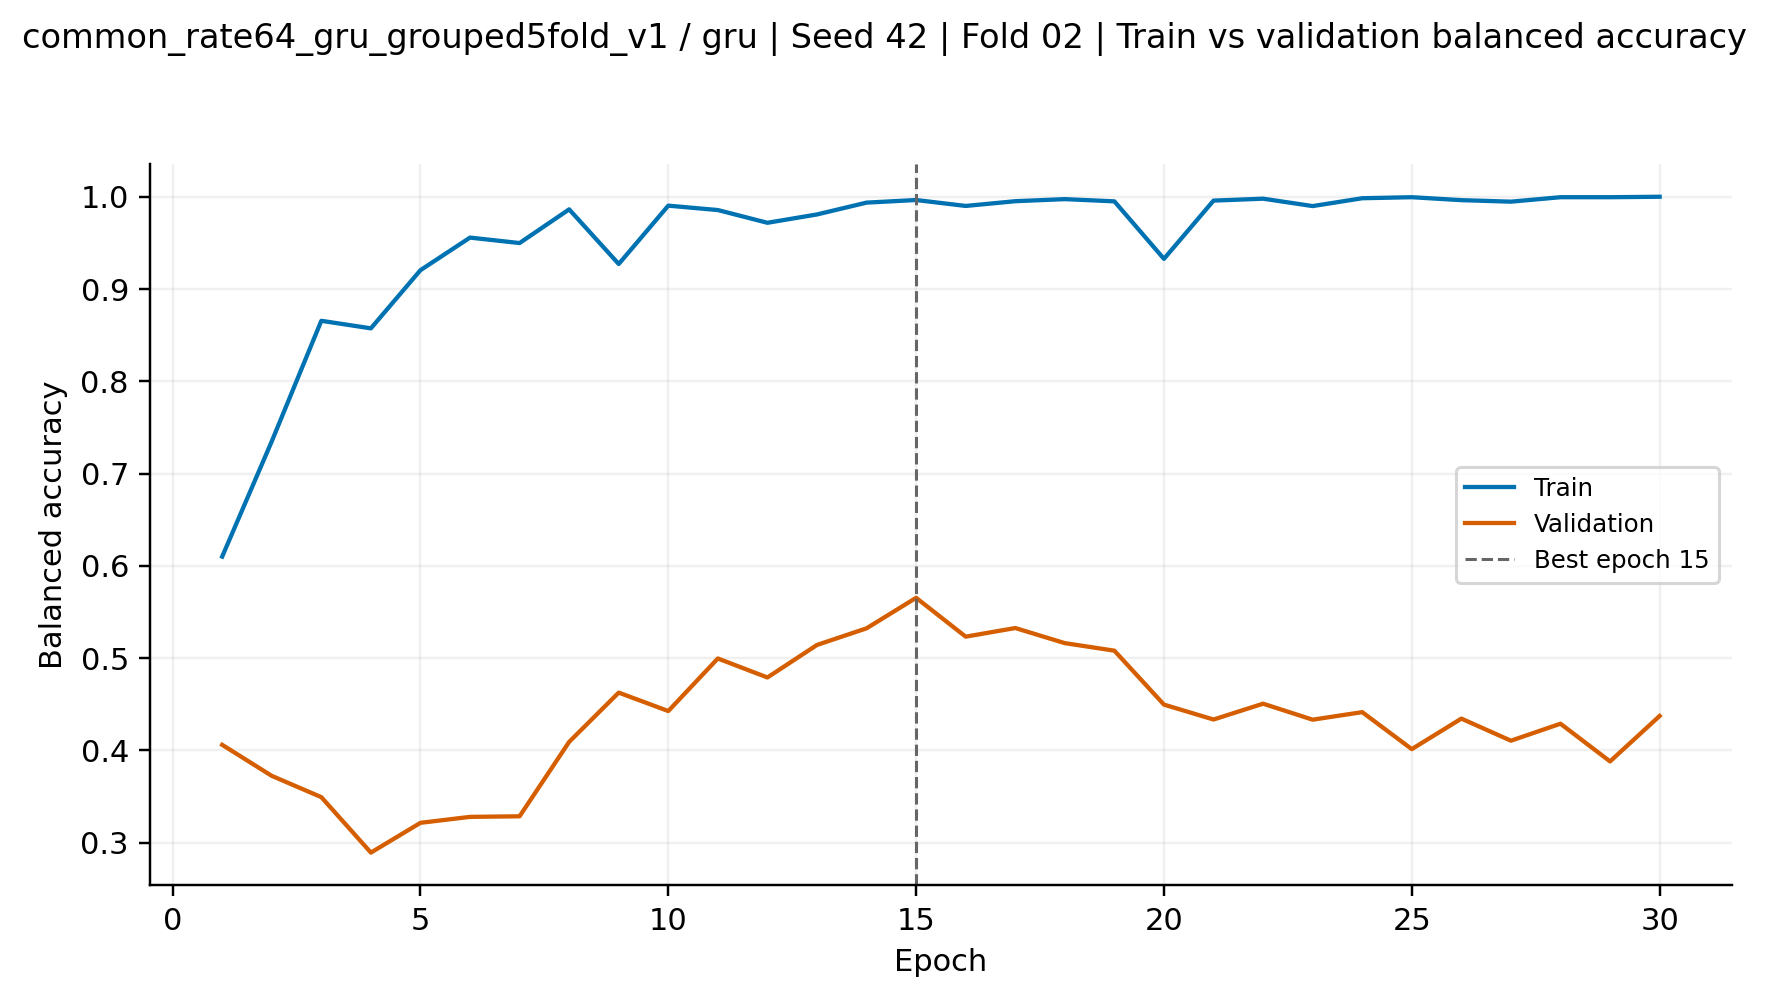 common_rate64_gru_grouped5fold_v1 / gru | Seed 42 | Fold 02 | Train vs validation balanced accuracy
Balanced accuracy
1.0
0.9
0.8
0.7
0.6
0.5
0.4
0.3
Train
Validation
Best epoch 15
0 5 10 15 20 25 30
Epoch